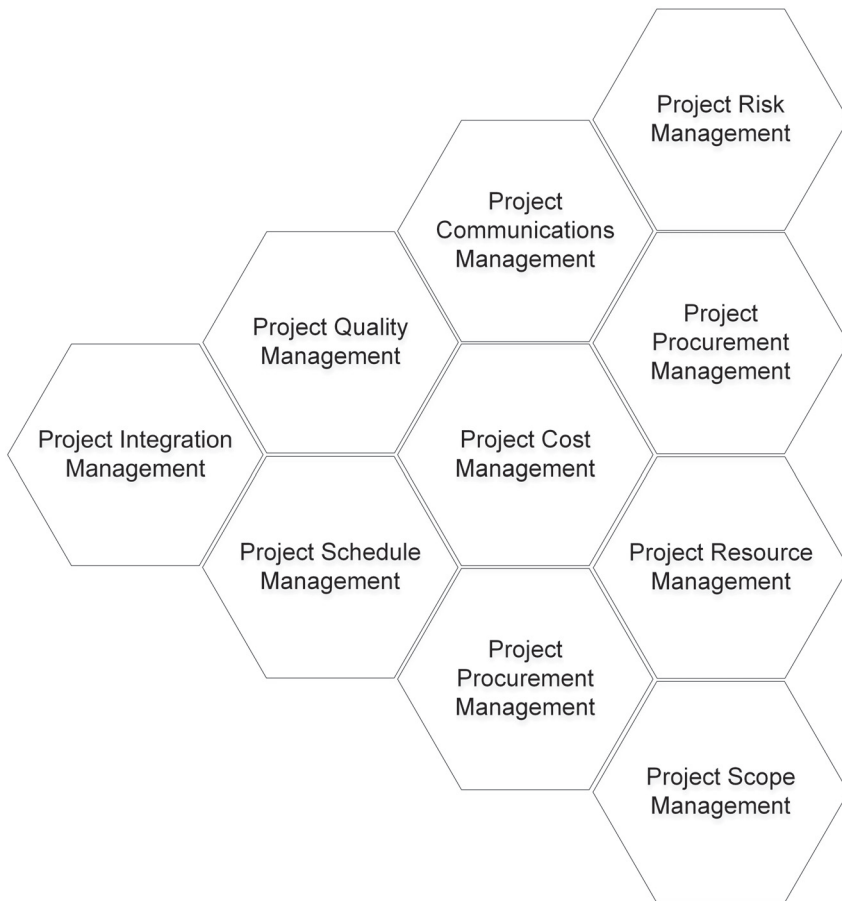 Project Risk
Management
Project
Communications
Management
Project Quality
Management
Project
Procurement
Management
Project Integration
Management
Project Cost
Management
Project Schedule
Management
Project Resource
Management
Project
Procurement
Management
Project Scope
Management